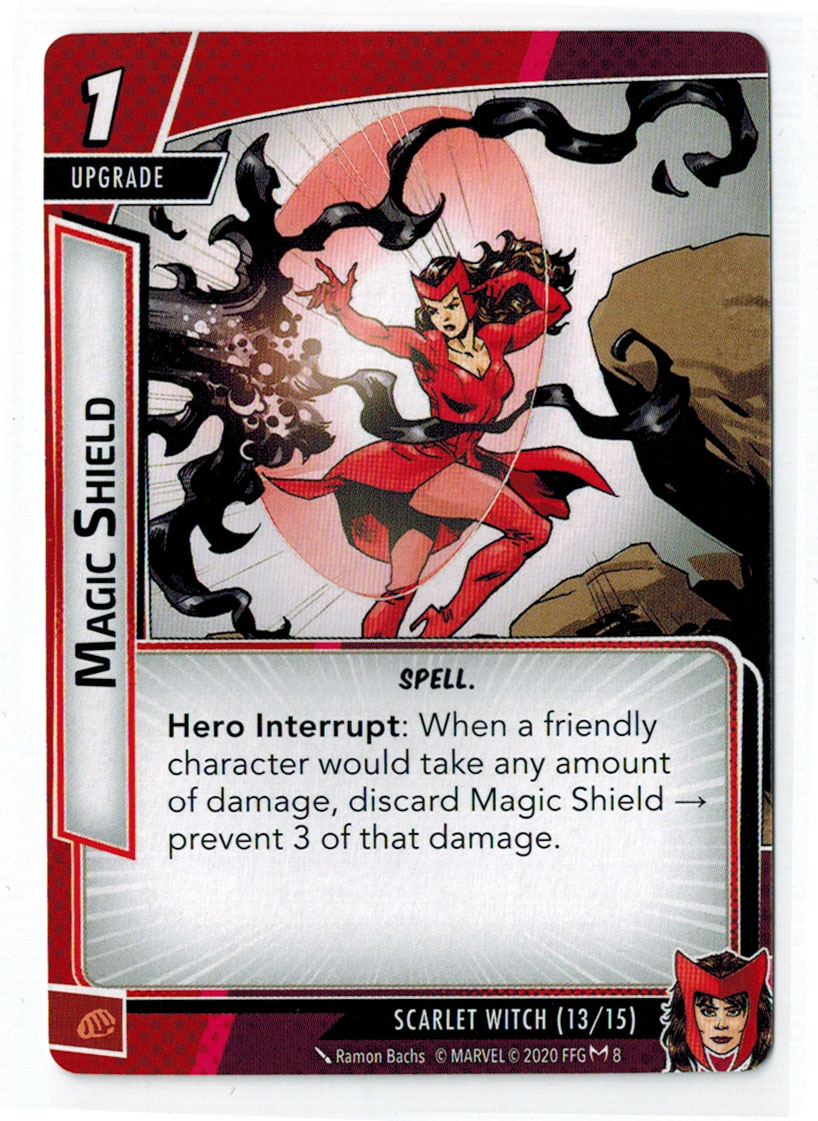 1
UPGRADE
MAGIC SHIELD
SPELL.
Hero Interrupt: When a friendly
character would take any amount
of damage, discard Magic Shield →
prevent 3 of that damage.
SCARLET WITCH (13/15)
Ramon Bachs © MARVEL © 2020 FFG 8